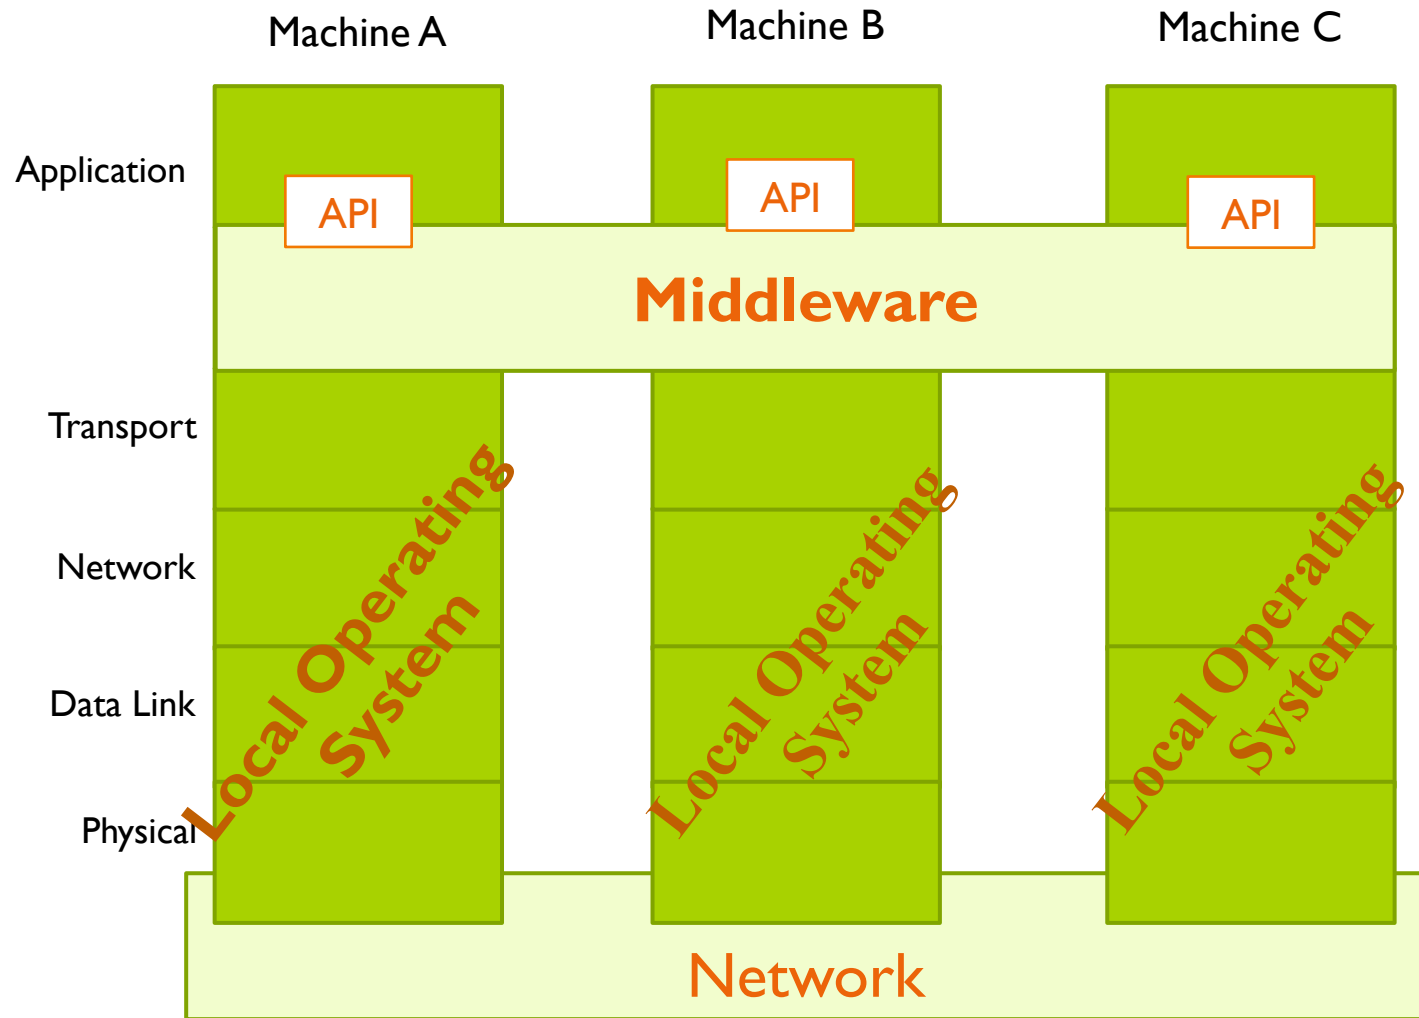 Machine A
Machine B
Machine C
Application
API
API
API
Middleware
Transport
Network
Data Link
Physical
Local Operating
System
Local Operating
System
Local Operating
System
Network